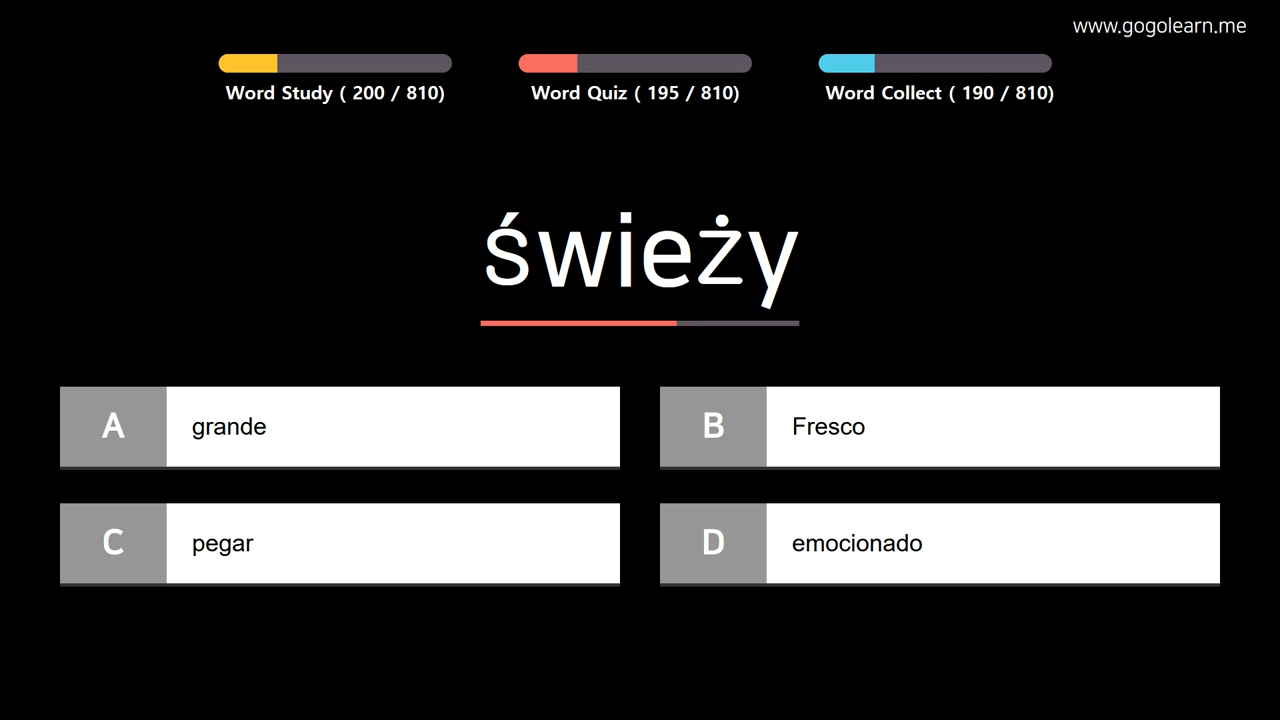 www.gogolearn.me
Word Study ( 200 / 810)
Word Quiz ( 195 / 810)
Word Collect ( 190 / 810)
świeży
A grande
B Fresco
C pegar
D emocionado